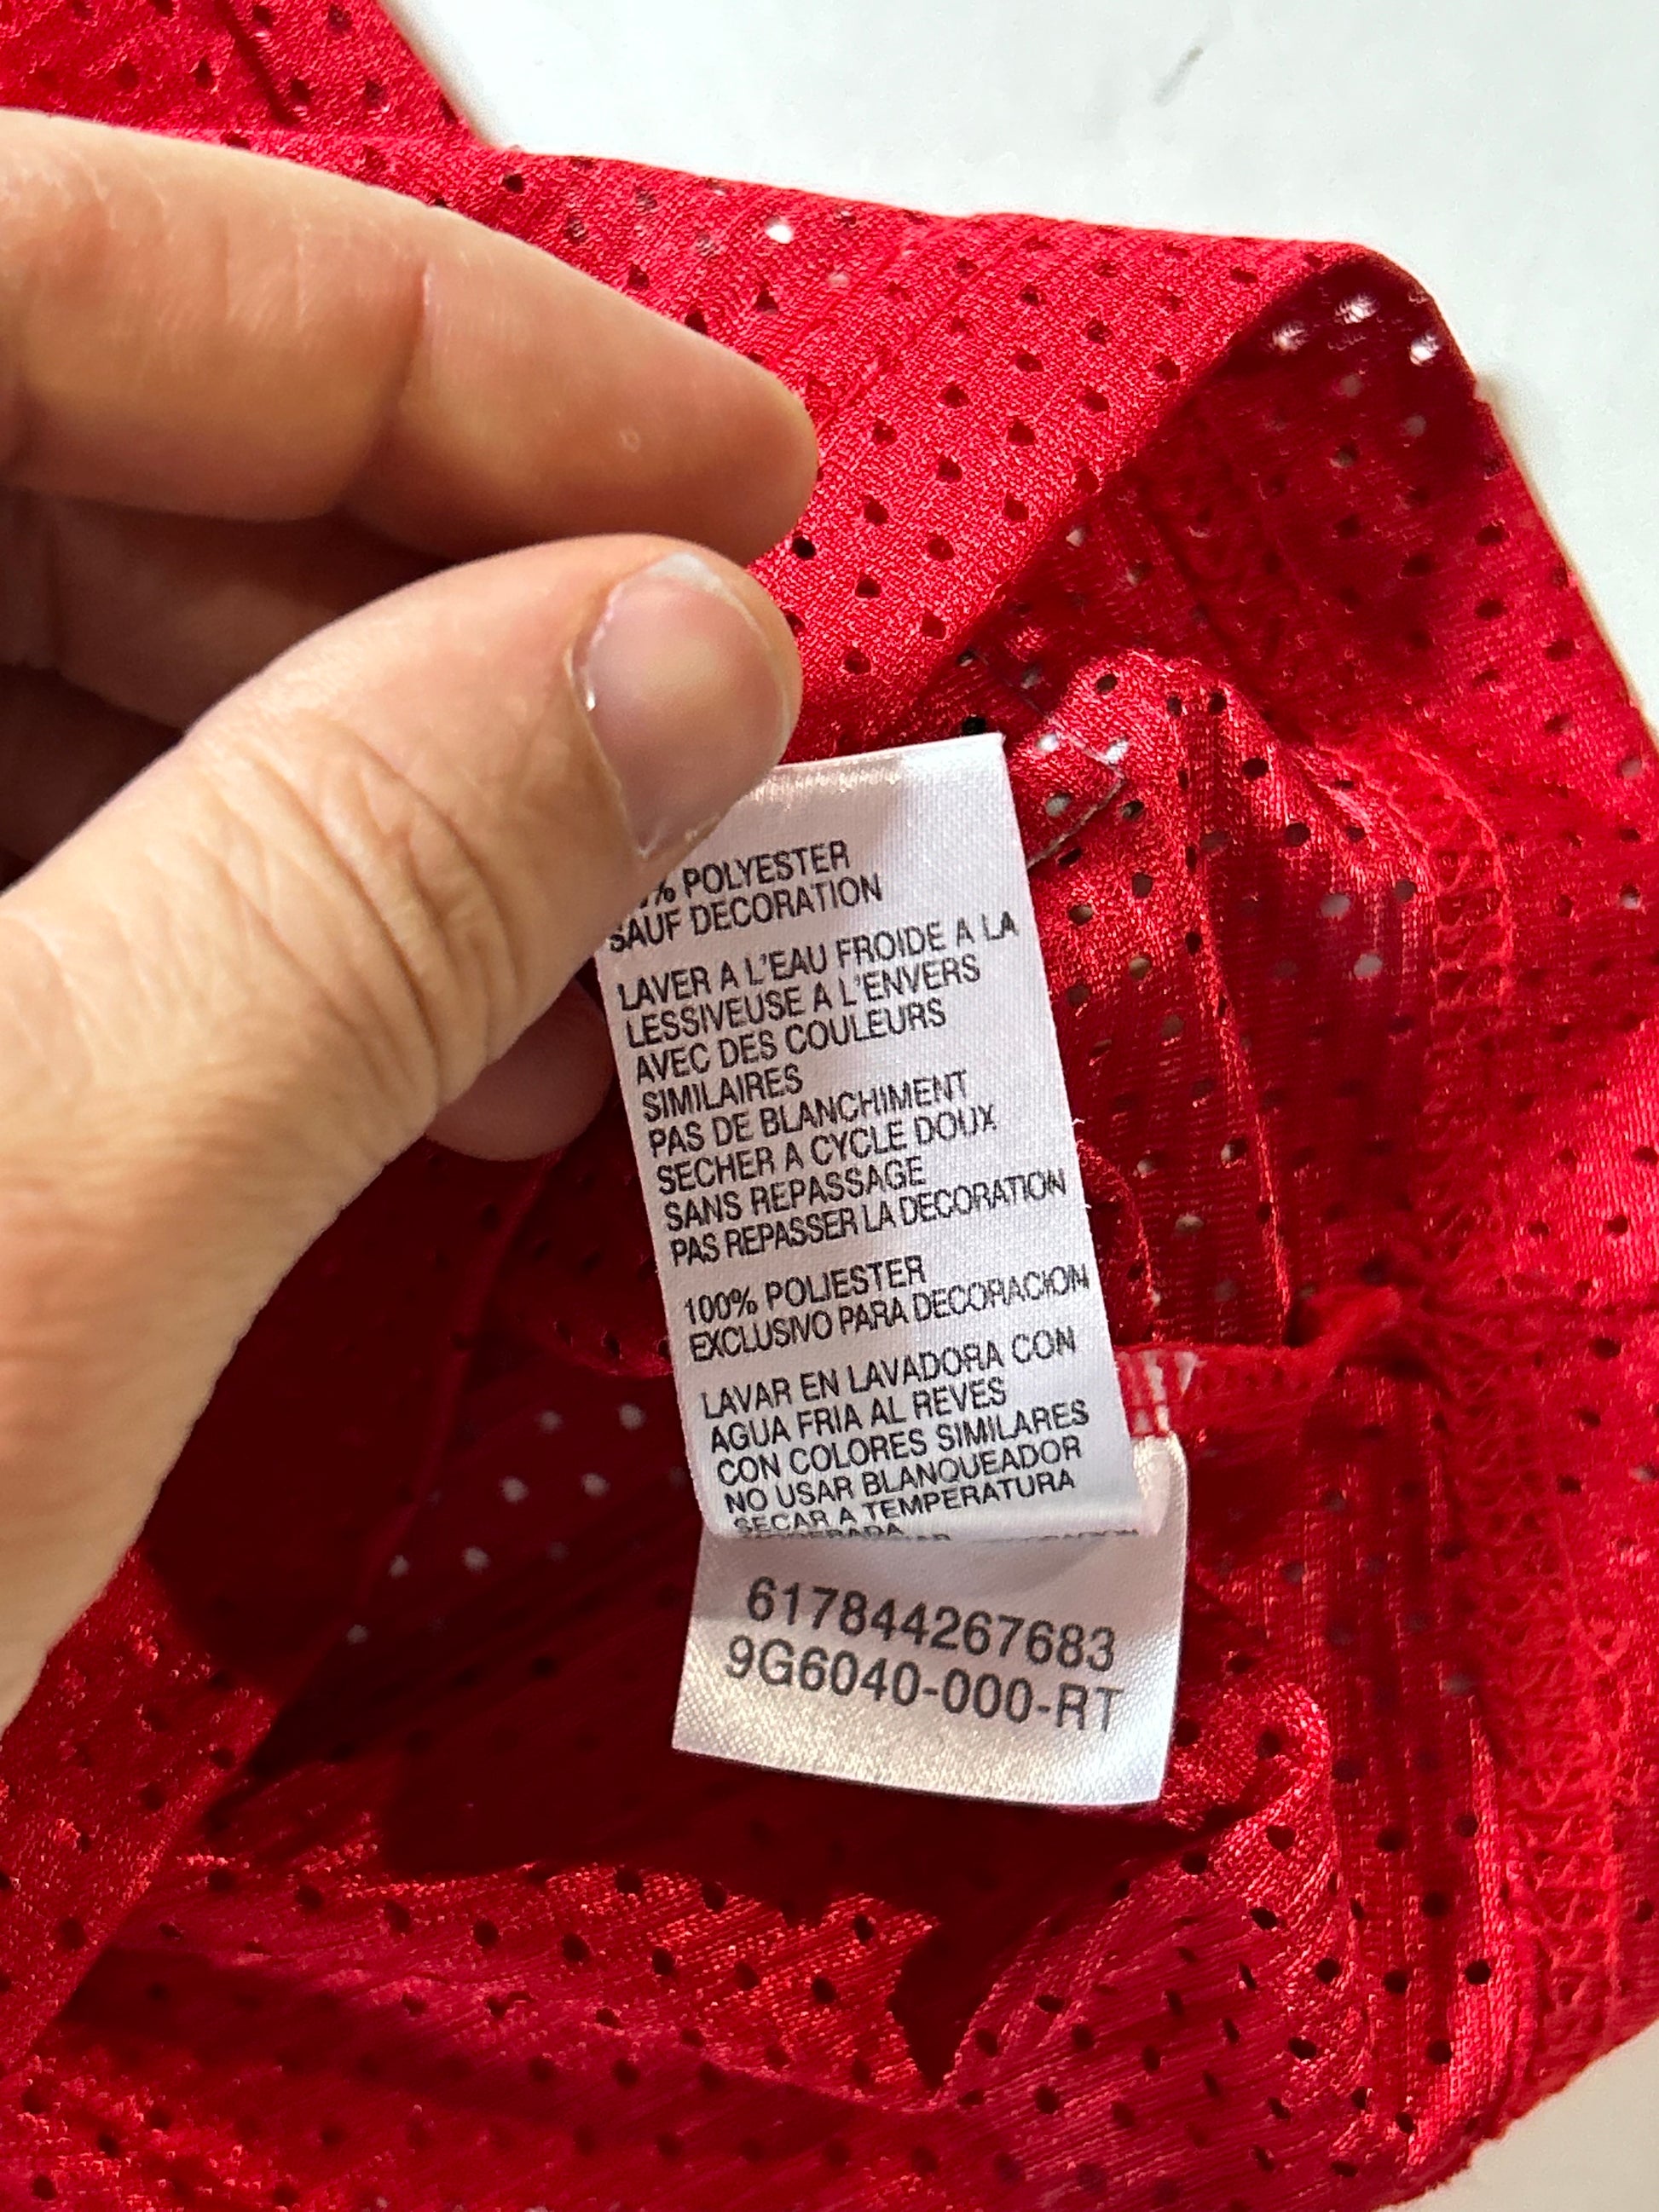 % POLYESTER
SAUF DECORATION
LAVER A L'EAU FROIDE A LA
LESSIVEUSE A L'ENVERS
AVEC DES COULEURS
SIMILAIRES
PAS DE BLANCHIMENT
SECHER A CYCLE DOUX
SANS REPASSAGE
PAS REPASSER LA DECORATION
100% POLIESTER
EXCLUSIVO PARA DECORACION
LAVAR EN LAVADORA CON
AGUA FRIA AL REVES
CON COLORES SIMILARES
NO USAR BLANQUEADOR
SECAR A TEMPERATURA
617844267683
9G6040-000-RT